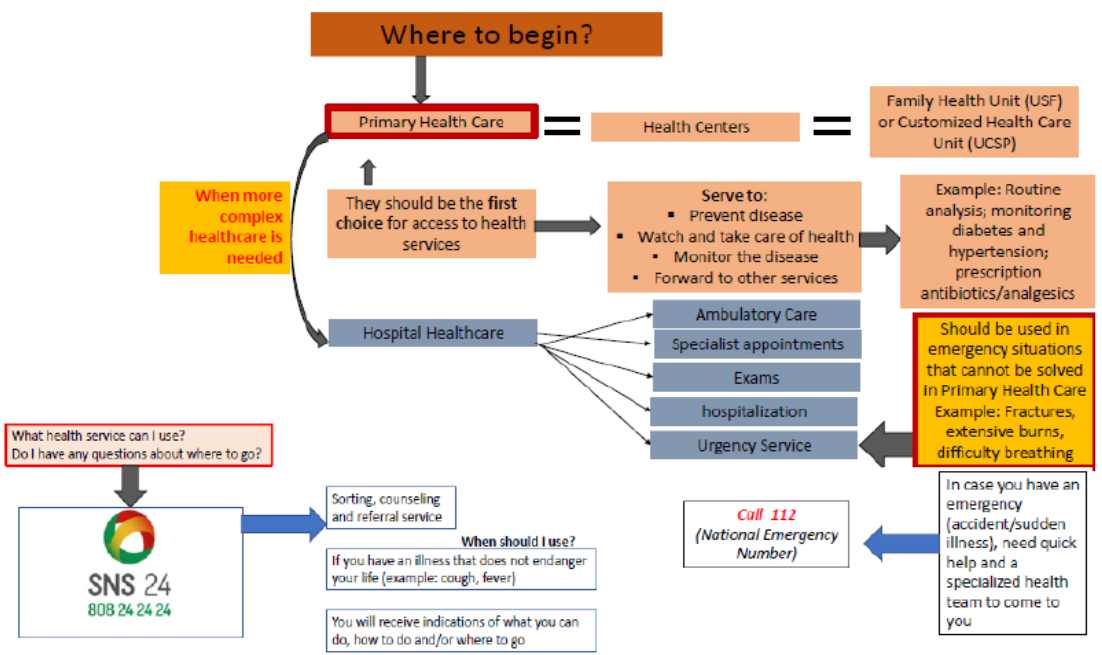 Where to begin?
Primary Health Care
Health Centers
Family Health Unit (USF)
or Customized Health Care
Unit (UCSP)
When more
complex
healthcare is
needed
They should be the first
choice for access to health
services
Serve to:
▪ Prevent disease
▪ Watch and take care of health
▪ Monitor the disease
▪ Forward to other services
Example: Routine
analysis; monitoring
diabetes and
hypertension;
prescription
antibiotics/analgesics
Hospital Healthcare
Ambulatory Care
Specialist appointments
Exams
hospitalization
Urgency Service
Should be used in
emergency situations
that cannot be solved
in Primary Health Care
Example: Fractures,
extensive burns,
difficulty breathing
What health service can I use?
Do I have any questions about where to go?
SNS 24
808 24 24 24
Sorting, counseling
and referral service
When should I use?
If you have an illness that does not endanger
your life (example: cough, fever)
You will receive indications of what you can
do, how to do and/or where to go
Call 112
(National Emergency
Number)
In case you have an
emergency
(accident/sudden
illness), need quick
help and a
specialized health
team to come to
you